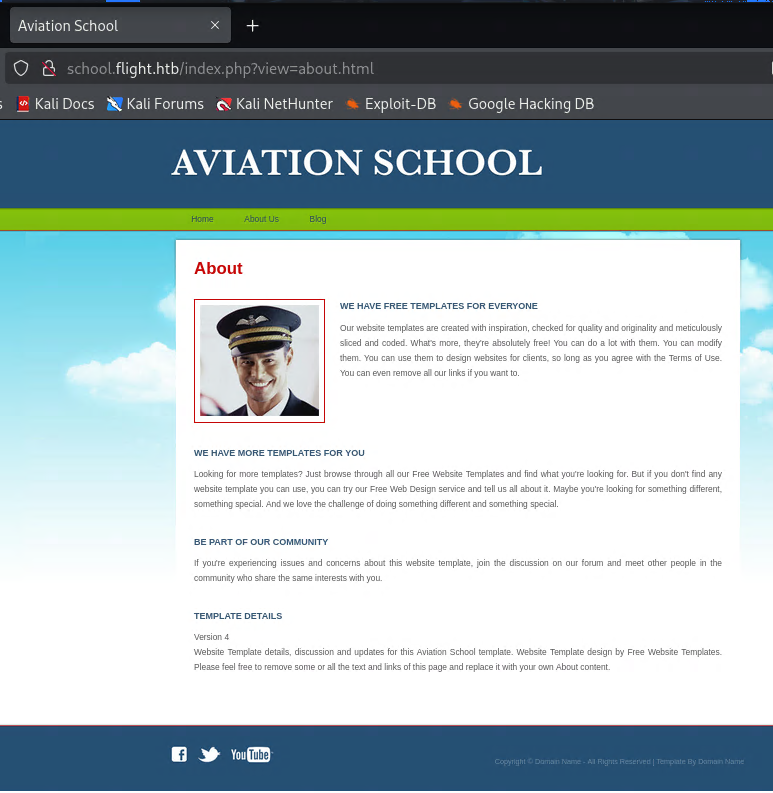 Aviation School
school.flight.htb/index.php?view=about.html
s Kali Docs Kali Forums Kali NetHunter Exploit-DB Google Hacking DB
AVIATION SCHOOL
Home About Us Blog
About
WE HAVE FREE TEMPLATES FOR EVERYONE
Our website templates are created with inspiration, checked for quality and originality and meticulously
sliced and coded. What's more, they're absolutely free! You can do a lot with them. You can modify
them. You can use them to design websites for clients, so long as you agree with the Terms of Use.
You can even remove all our links if you want to.
WE HAVE MORE TEMPLATES FOR YOU
Looking for more templates? Just browse through all our Free Website Templates and find what you're looking for. But if you don't find any
website template you can use, you can try our Free Web Design service and tell us all about it. Maybe you're looking for something different,
something special. And we love the challenge of doing something different and something special.
BE PART OF OUR COMMUNITY
If you're experiencing issues and concerns about this website template, join the discussion on our forum and meet other people in the
community who share the same interests with you.
TEMPLATE DETAILS
Version 4
Website Template details, discussion and updates for this Aviation School template. Website Template design by Free Website Templates.
Please feel free to remove some or all the text and links of this page and replace it with your own About content.
You Tube
Copyright © Domain Name - All Rights Reserved | Template By Domain Name